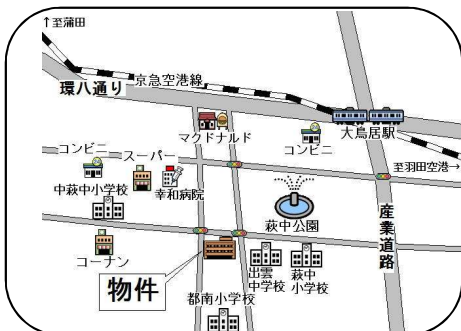 ↑至蒲田
京急空港線
環八通り
マクドナルド
大鳥居駅
コンビニ
コンビニ
スーパー
至羽田空港→
中萩中小学校
幸和病院
萩中公園
産業道路
コーナン
物件
出雲
中学校
萩中
小学校
都南小学校